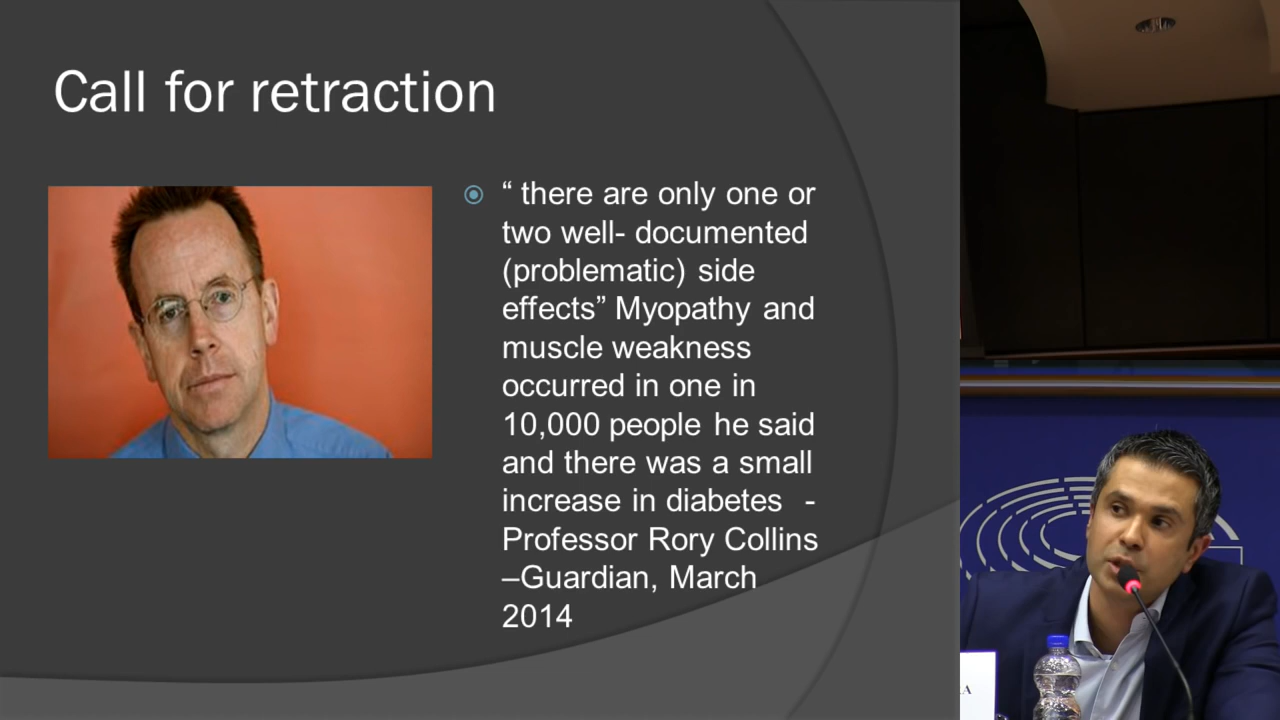 Call for retraction
“ there are only one or
two well- documented
(problematic) side
effects” Myopathy and
muscle weakness
occurred in one in
10,000 people he said
and there was a small
increase in diabetes -
Professor Rory Collins
–Guardian, March
2014